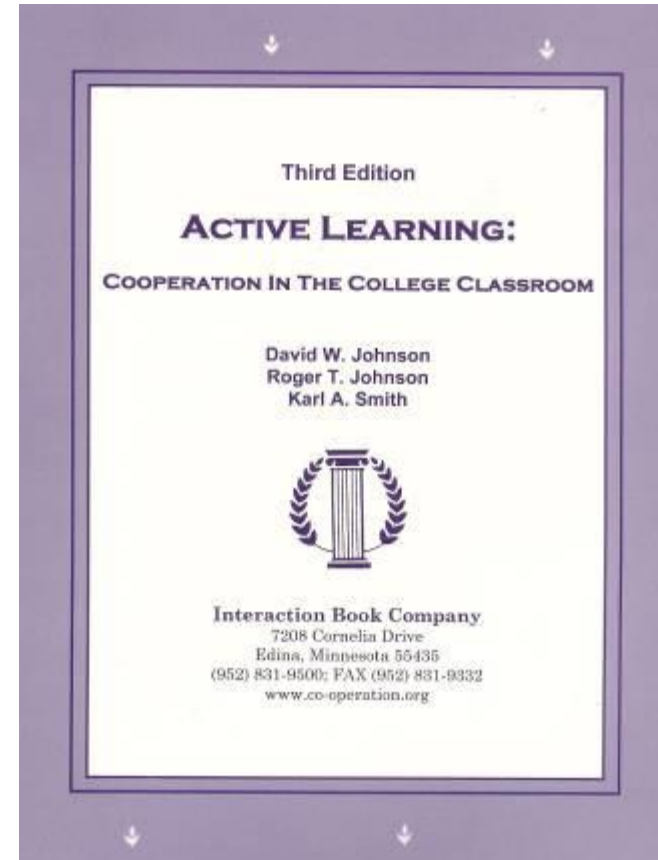 Third Edition
ACTIVE LEARNING:
COOPERATION IN THE COLLEGE CLASSROOM
David W. Johnson
Roger T. Johnson
Karl A. Smith
Interaction Book Company
7208 Cornelia Drive
Edina, Minnesota 55435
(952) 831-9500; FAX (952) 831-9332
www.co-operation.org